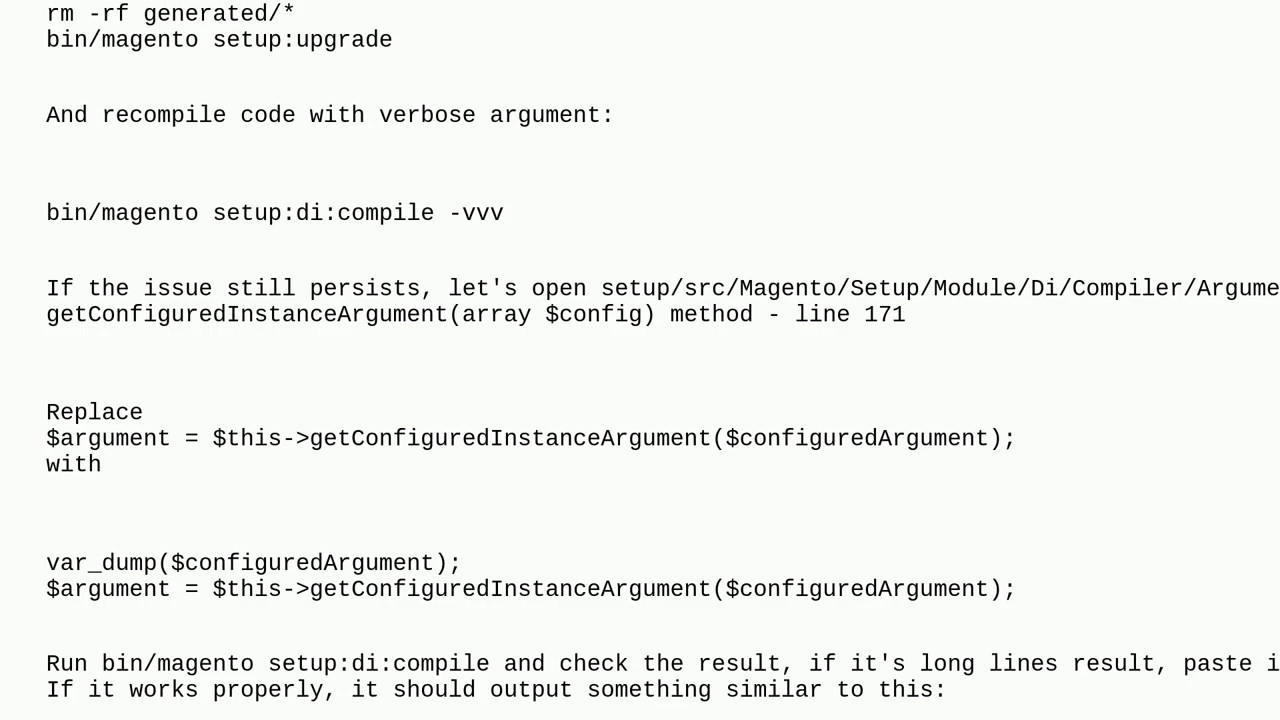 rm -rf generated/*
bin/magento setup:upgrade
And recompile code with verbose argument:
bin/magento setup:di:compile -vvv
If the issue still persists, let's open setup/src/Magento/Setup/Module/Di/Compiler/Argume
getConfiguredInstanceArgument(array $config) method - line 171
Replace
$argument = $this->getConfiguredInstanceArgument($configuredArgument);
with
var_dump($configuredArgument);
$argument = $this->getConfiguredInstanceArgument($configuredArgument);
Run bin/magento setup:di:compile and check the result, if it's long lines result, paste i
If it works properly, it should output something similar to this: